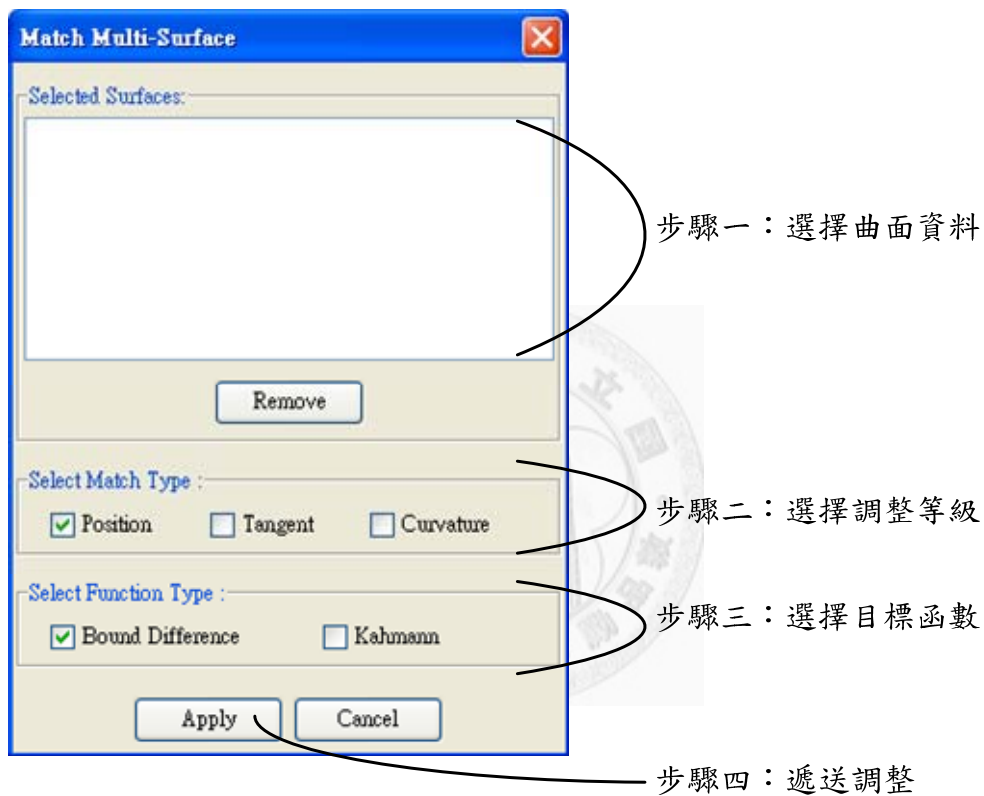 Match Multi-Surface
Selected Surfaces:
步驟一：選擇曲面資料
Remove
Select Match Type :
Position Tangent Curvature
步驟二：選擇調整等級
Select Function Type :
Bound Difference Kahmann
步驟三：選擇目標函數
Apply Cancel
步驟四：遞送調整